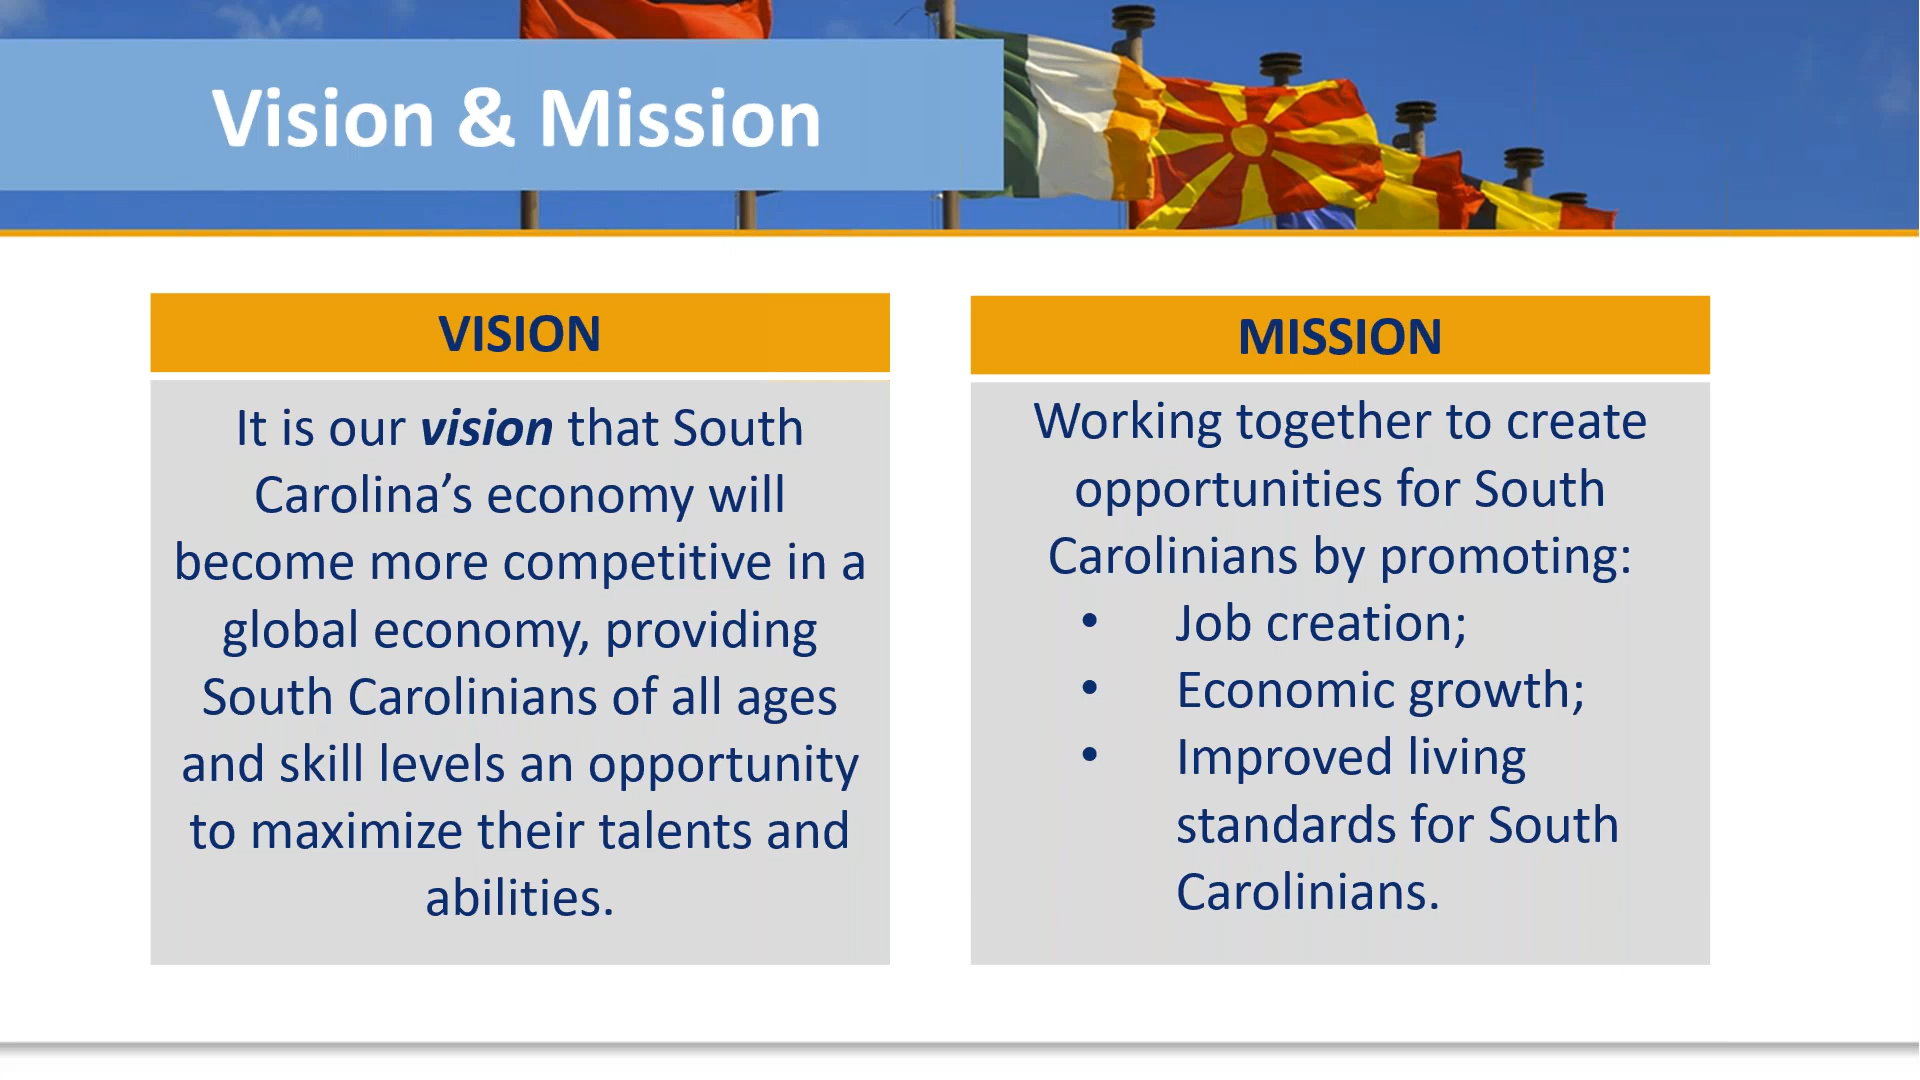 Vision & Mission
VISION
It is our vision that South
Carolina’s economy will
become more competitive in a
global economy, providing
South Carolinians of all ages
and skill levels an opportunity
to maximize their talents and
abilities.
MISSION
Working together to create
opportunities for South
Carolinians by promoting:
• Job creation;
• Economic growth;
• Improved living
standards for South
Carolinians.